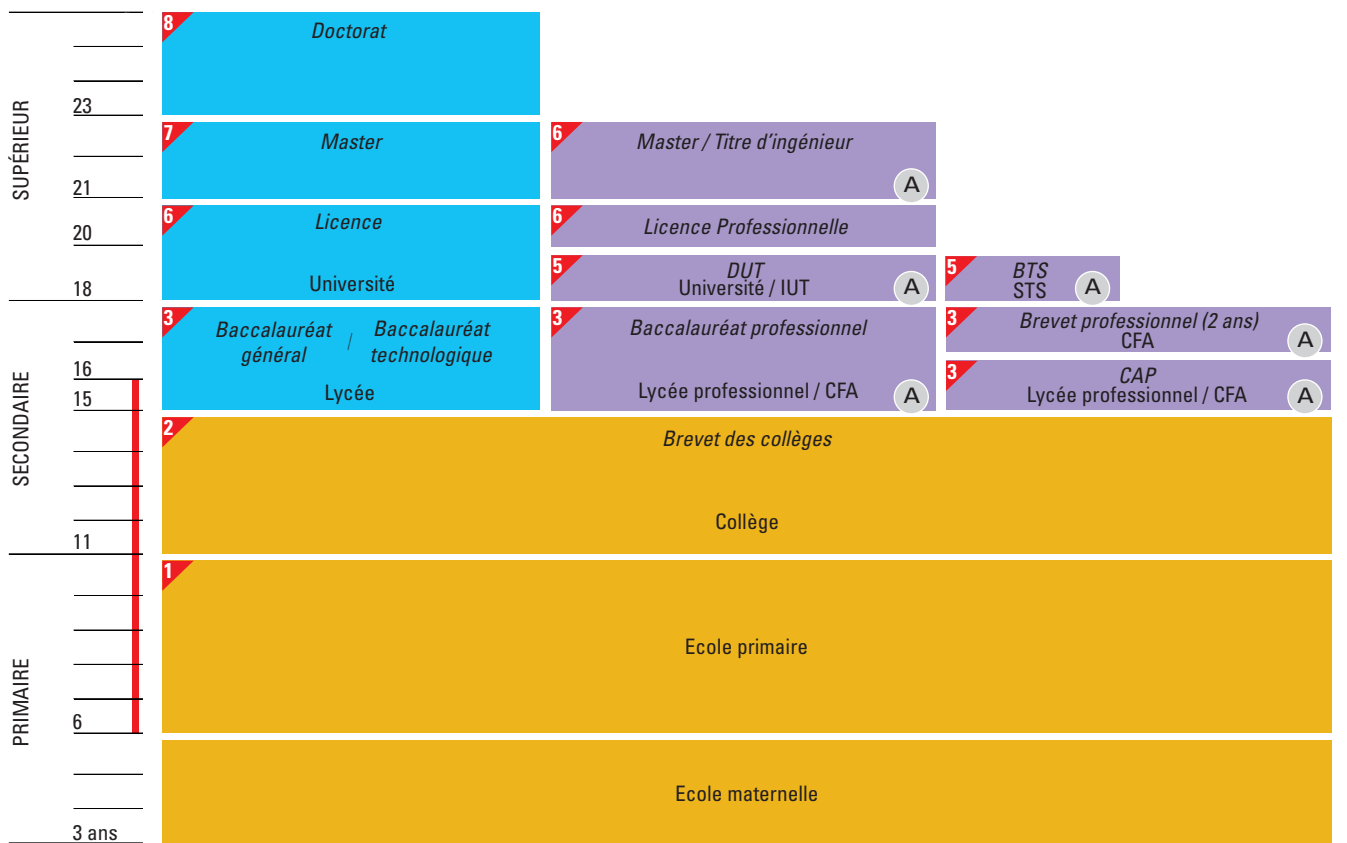 8
Doctorat
23
7
Master
6
Master / Titre d'ingénieur
A
21
6
Licence
Université
6
Licence Professionnelle
20
5
DUT
Université / IUT
A
5
BTS
STS
A
18
SUPÉRIEUR
3
Baccalauréat général / Baccalauréat technologique
Lycée
3
Baccalauréat professionnel
Lycée professionnel / CFA
A
3
Brevet professionnel (2 ans)
CFA
A
16
3
CAP
Lycée professionnel / CFA
A
15
SECONDAIRE
2
Brevet des collèges
Collège
11
1
Ecole primaire
PRIMAIRE
6
Ecole maternelle
3 ans